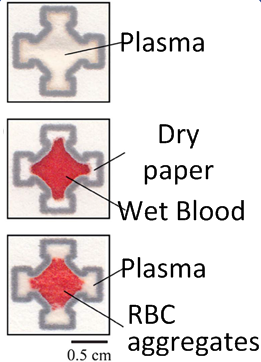 Plasma
Dry
paper
Wet Blood
Plasma
RBC
aggregates
0.5 cm